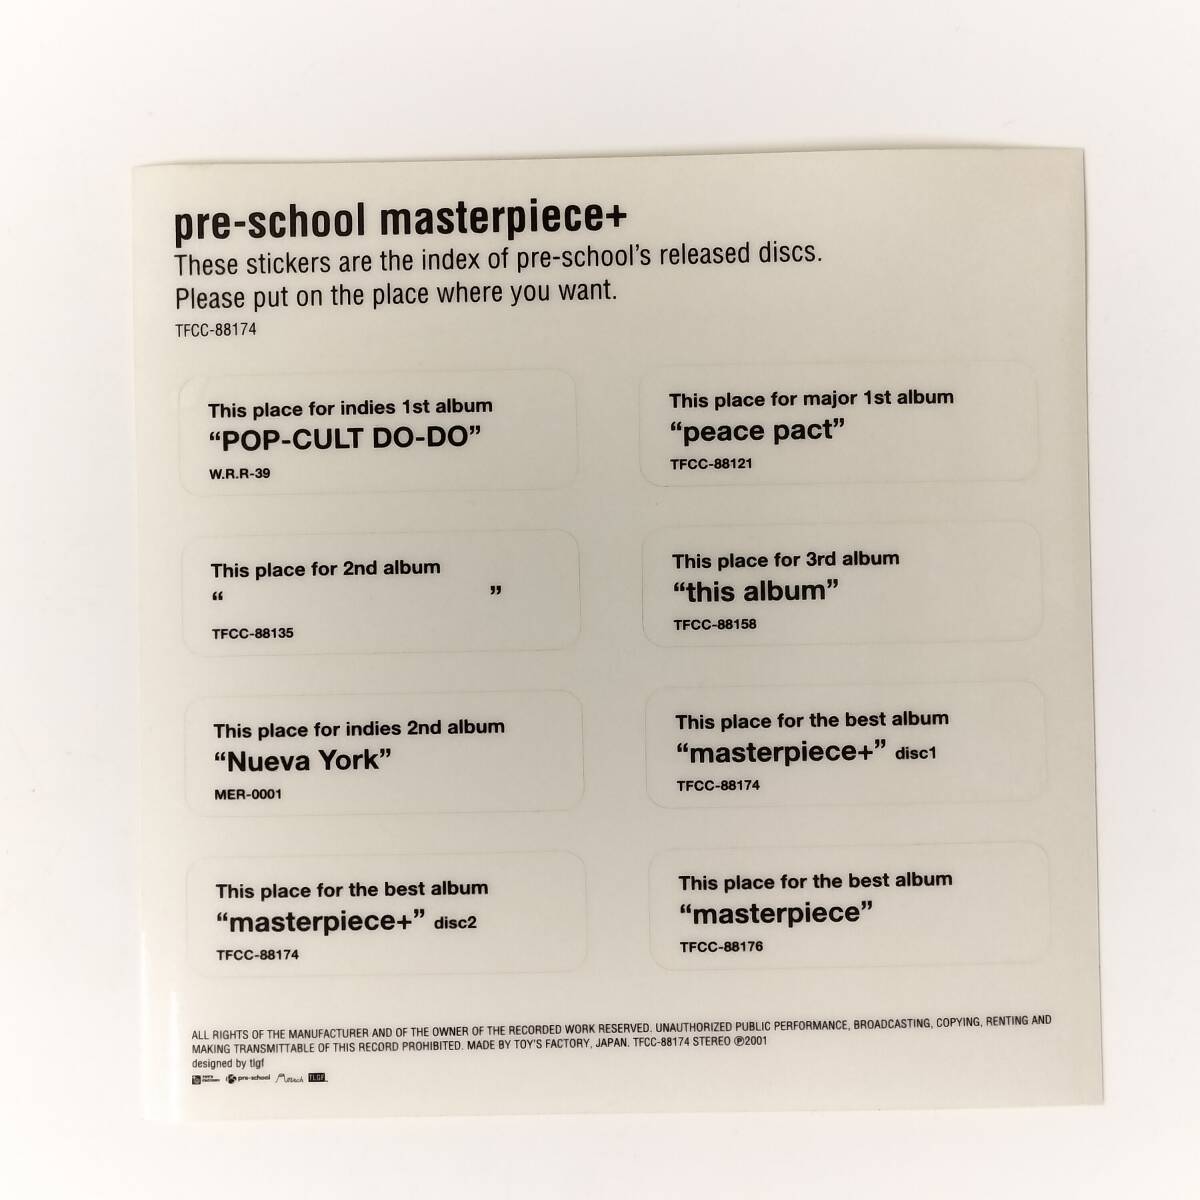 pre-school masterpiece+
These stickers are the index of pre-school's released discs.
Please put on the place where you want.
TFCC-88174
This place for indies 1st album
“POP-CULT DO-DO”
W.R.R-39
This place for major 1st album
“peace pact”
TFCC-88121
This place for 2nd album
“ ”
TFCC-88135
This place for 3rd album
“this album”
TFCC-88158
This place for indies 2nd album
“Nueva York”
MER-0001
This place for the best album
“masterpiece+” disc1
TFCC-88174
This place for the best album
“masterpiece+” disc2
TFCC-88174
This place for the best album
“masterpiece”
TFCC-88176
ALL RIGHTS OF THE MANUFACTURER AND OF THE OWNER OF THE RECORDED WORK RESERVED. UNAUTHORIZED PUBLIC PERFORMANCE, BROADCASTING, COPYING, RENTING AND
MAKING TRANSMITTABLE OF THIS RECORD PROHIBITED. MADE BY TOY'S FACTORY, JAPAN. TFCC-88174 STEREO ℗2001
designed by tlgf
pre-school TLGF